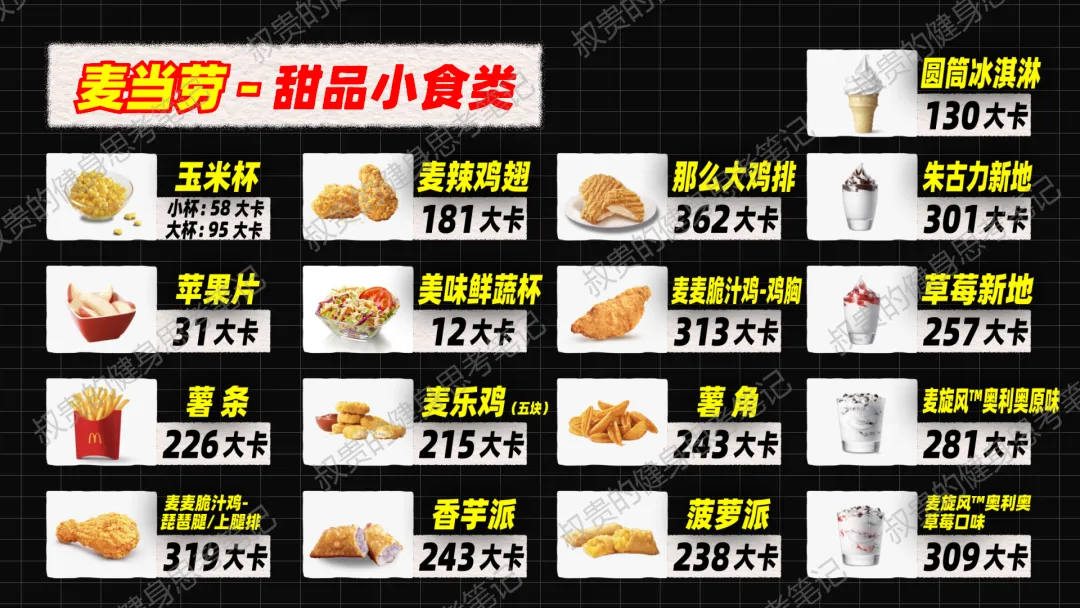 麦当劳-甜品小食类
圆筒冰淇淋
130大卡
玉米杯
小杯:58 大卡
大杯:95 大卡
麦辣鸡翅
181大卡
那么大鸡排
362大卡
朱古力新地
301大卡
苹果片
31大卡
美味鲜蔬杯
12大卡
麦麦脆汁鸡-鸡胸
313大卡
草莓新地
257大卡
薯条
226大卡
麦乐鸡(五块)
215大卡
薯角
243大卡
麦旋风™奥利奥原味
281大卡
麦麦脆汁鸡-
琵琶腿/上腿排
319大卡
香芋派
243大卡
菠萝派
238大卡
麦旋风™奥利奥
草莓口味
309大卡
叔贵的健身思考笔记